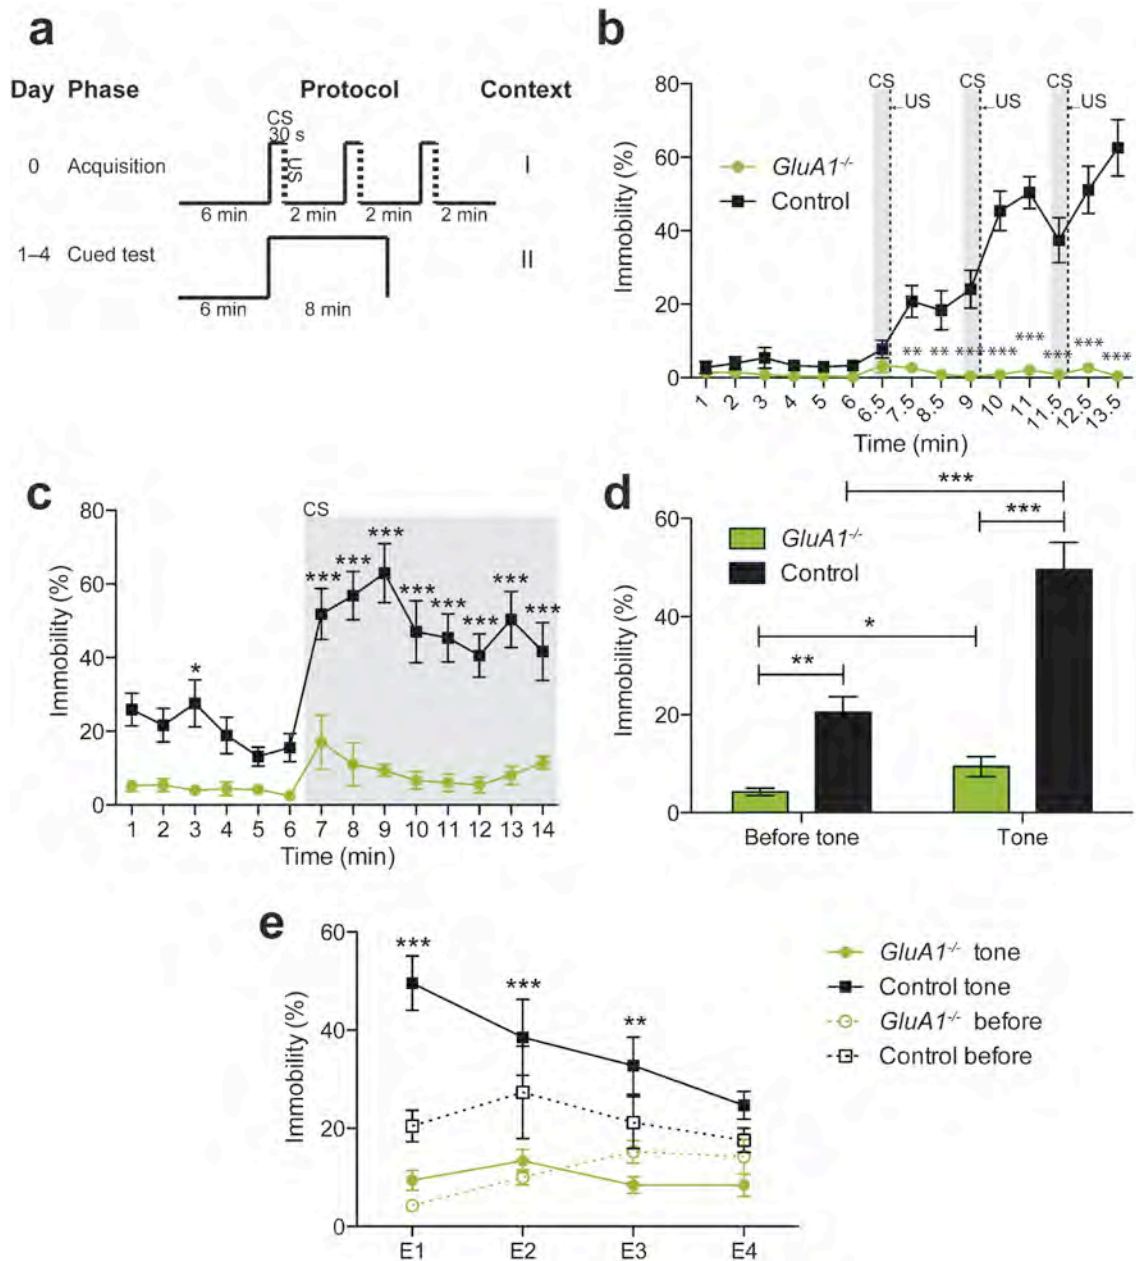 a
Day Phase Protocol Context
CS
30 s
US
0 Acquisition I
6 min 2 min 2 min 2 min
1–4 Cued test II
6 min 8 min
b
CS CS CS
US US US
80
60
40
20
0
Immobility (%)
GluA1-/-
Control
** ** *** *** *** *** *** ***
1 2 3 4 5 6 6.5 7.5 8.5 9 10 11 11.5 12.5 13.5
Time (min)
c
CS
80
60
40
20
0
Immobility (%)
* *** *** *** *** *** *** *** ***
1 2 3 4 5 6 7 8 9 10 11 12 13 14
Time (min)
d
***
***
*
**
60
40
20
0
Immobility (%)
GluA1-/-
Control
Before tone Tone
e
60
40
20
0
Immobility (%)
*** *** **
E1 E2 E3 E4
GluA1-/- tone
Control tone
GluA1-/- before
Control before